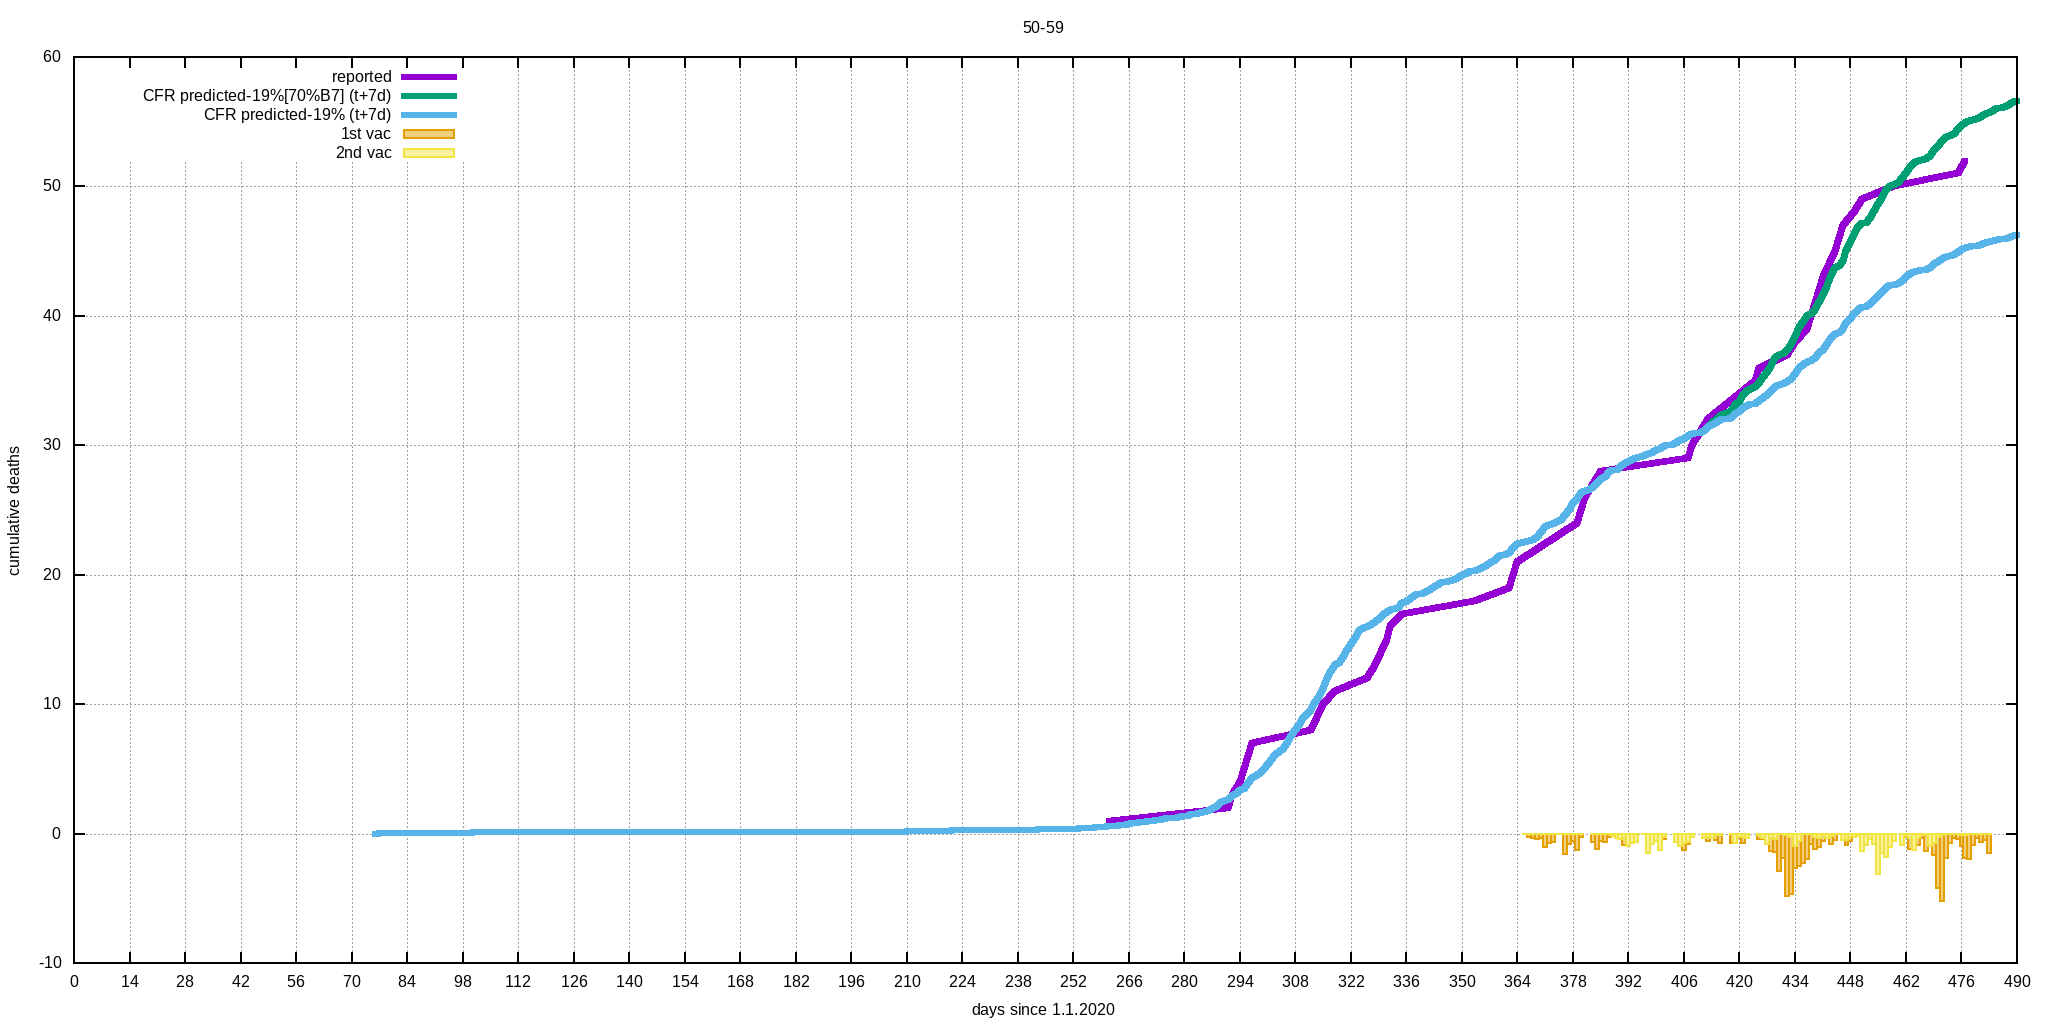 50-59
60
50
40
30
20
10
0
-10
cumulative deaths
reported
CFR predicted-19%[70%B7] (t+7d)
CFR predicted-19% (t+7d)
1st vac
2nd vac
0 14 28 42 56 70 84 98 112 126 140 154 168 182 196 210 224 238 252 266 280 294 308 322 336 350 364 378 392 406 420 434 448 462 476 490
days since 1.1.2020